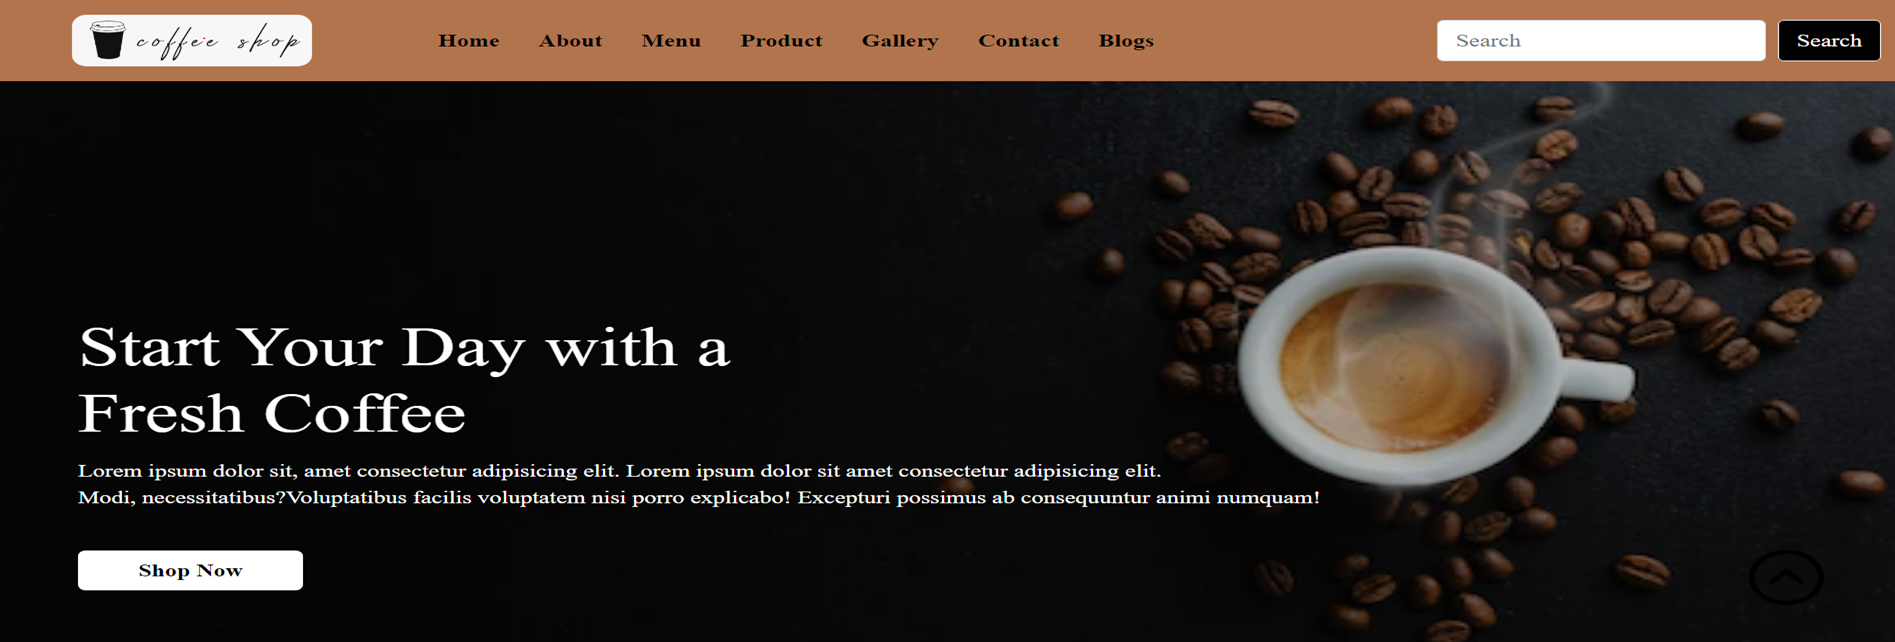 coffee shop
Home About Menu Product Gallery Contact Blogs
Search Search
Start Your Day with a
Fresh Coffee
Lorem ipsum dolor sit, amet consectetur adipisicing elit. Lorem ipsum dolor sit amet consectetur adipisicing elit.
Modi, necessitatibus?Voluptatibus facilis voluptatem nisi porro explicabo! Excepturi possimus ab consequuntur animi numquam!
Shop Now